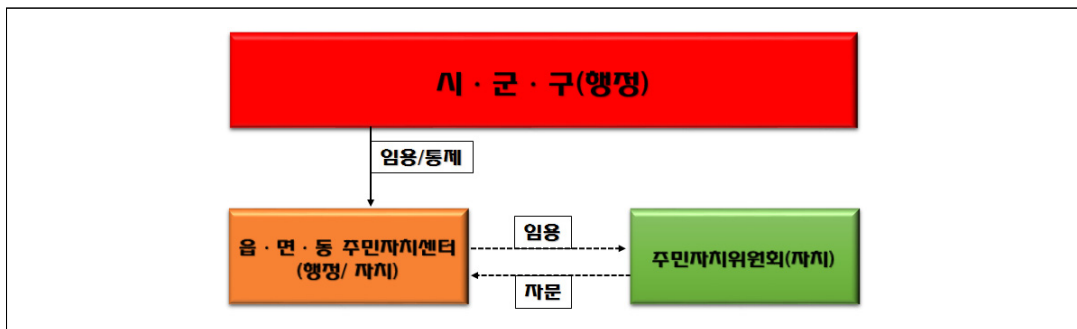 시 · 군 · 구(행정)
임용/통제
읍 · 면 · 동 주민자치센터
(행정/ 자치)
임용
자문
주민자치위원회(자치)